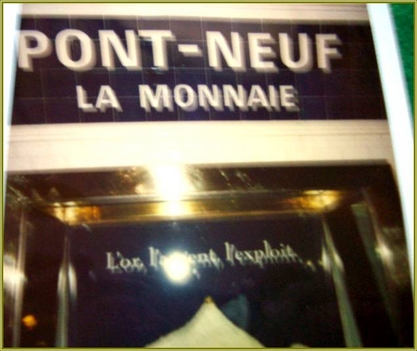 PONT-NEUF
LA MONNAIE
L'or, l'argent, l'exploit